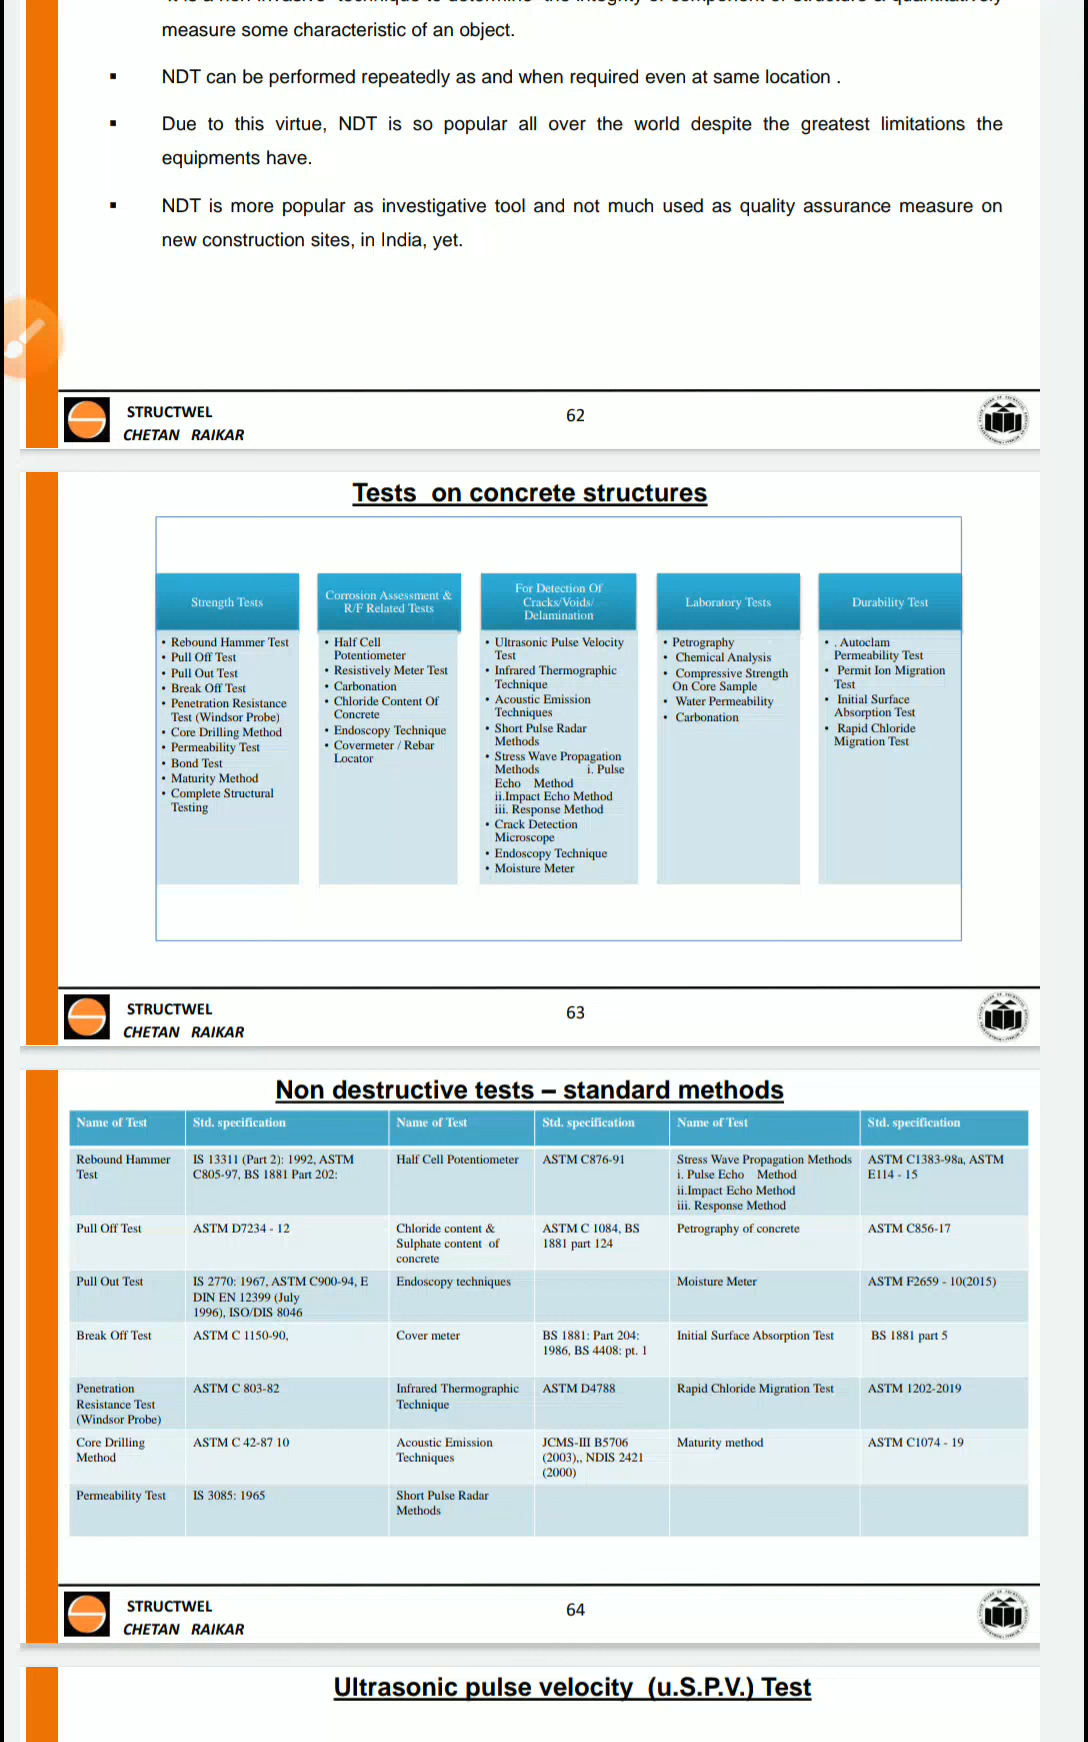 measure some characteristic of an object.
▪ NDT can be performed repeatedly as and when required even at same location .
▪ Due to this virtue, NDT is so popular all over the world despite the greatest limitations the
equipments have.
▪ NDT is more popular as investigative tool and not much used as quality assurance measure on
new construction sites, in India, yet.
STRUCTWEL
CHETAN RAIKAR
62
Tests on concrete structures
Strength Tests
• Rebound Hammer Test
• Pull Off Test
• Pull Out Test
• Break Off Test
• Penetration Resistance
Test (Windsor Probe)
• Core Drilling Method
• Permeability Test
• Bond Test
• Maturity Method
• Complete Structural
Testing
Corrosion Assessment &
R/F Related Tests
• Half Cell
Potentiometer
• Resistively Meter Test
• Carbonation
• Chloride Content Of
Concrete
• Endoscopy Technique
• Covermeter / Rebar
Locator
For Detection Of
Cracks/Voids/
Delamination
• Ultrasonic Pulse Velocity
Test
• Infrared Thermographic
Technique
• Acoustic Emission
Techniques
• Short Pulse Radar
Methods
• Stress Wave Propagation
Methods i. Pulse
Echo Method
ii.Impact Echo Method
iii. Response Method
• Crack Detection
Microscope
• Endoscopy Technique
• Moisture Meter
Laboratory Tests
• Petrography
• Chemical Analysis
• Compressive Strength
On Core Sample
• Water Permeability
• Carbonation
Durability Test
• . Autoclam
Permeability Test
• Permit Ion Migration
Test
• Initial Surface
Absorption Test
• Rapid Chloride
Migration Test
STRUCTWEL
CHETAN RAIKAR
63
Non destructive tests – standard methods
Name of Test Std. specification Name of Test Std. specification Name of Test Std. specification
Rebound Hammer
Test
IS 13311 (Part 2): 1992, ASTM
C805-97, BS 1881 Part 202:
Half Cell Potentiometer
ASTM C876-91
Stress Wave Propagation Methods
i. Pulse Echo Method
ii.Impact Echo Method
iii. Response Method
ASTM C1383-98a, ASTM
E114 - 15
Pull Off Test
ASTM D7234 - 12
Chloride content &
Sulphate content of
concrete
ASTM C 1084, BS
1881 part 124
Petrography of concrete
ASTM C856-17
Pull Out Test
IS 2770: 1967, ASTM C900-94, E
DIN EN 12399 (July
1996), ISO/DIS 8046
Endoscopy techniques
Moisture Meter
ASTM F2659 - 10(2015)
Break Off Test
ASTM C 1150-90,
Cover meter
BS 1881: Part 204:
1986, BS 4408: pt. 1
Initial Surface Absorption Test
BS 1881 part 5
Penetration
Resistance Test
(Windsor Probe)
ASTM C 803-82
Infrared Thermographic
Technique
ASTM D4788
Rapid Chloride Migration Test
ASTM 1202-2019
Core Drilling
Method
ASTM C 42-87 10
Acoustic Emission
Techniques
JCMS-III B5706
(2003),, NDIS 2421
(2000)
Maturity method
ASTM C1074 - 19
Permeability Test
IS 3085: 1965
Short Pulse Radar
Methods
STRUCTWEL
CHETAN RAIKAR
64
Ultrasonic pulse velocity (u.S.P.V.) Test